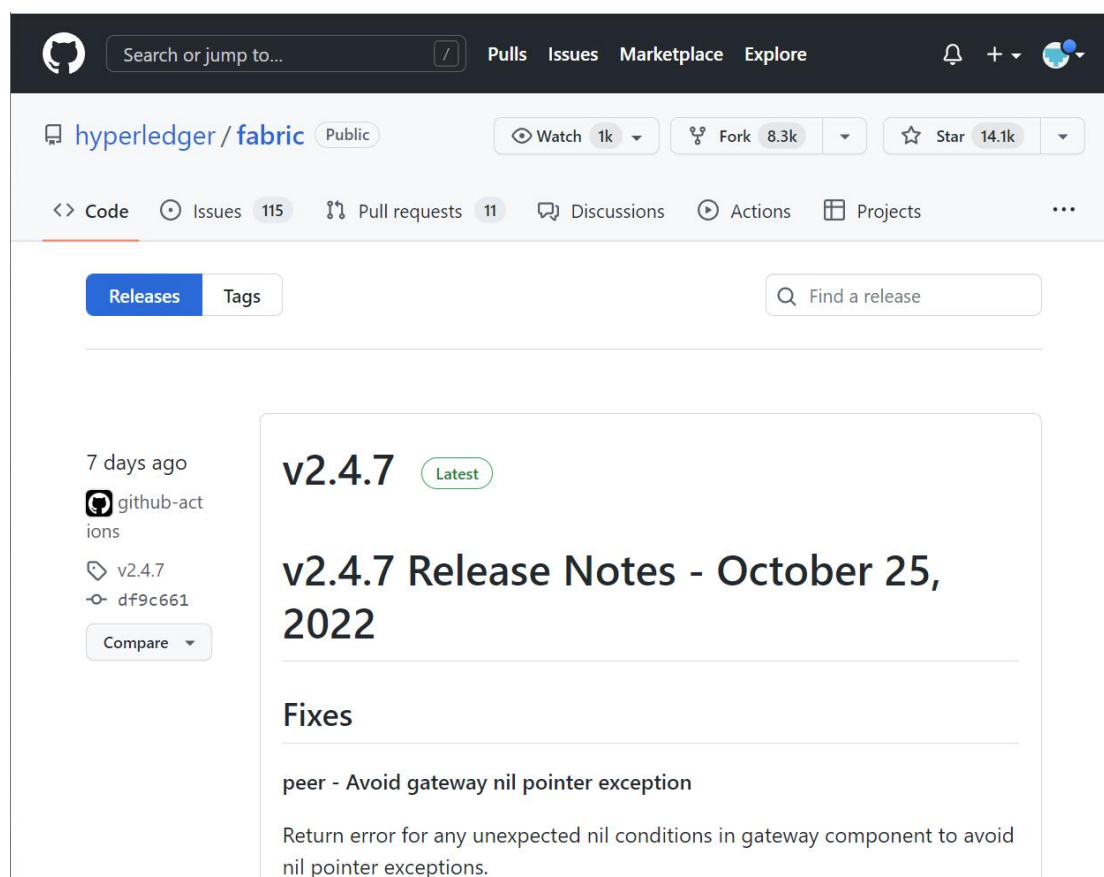 Search or jump to... / Pulls Issues Marketplace Explore
hyperledger / fabric Public Watch 1k Fork 8.3k Star 14.1k
Code Issues 115 Pull requests 11 Discussions Actions Projects
Releases Tags Find a release
7 days ago
github-act
ions
v2.4.7
df9c661
Compare
v2.4.7 Latest
v2.4.7 Release Notes - October 25,
2022
Fixes
peer - Avoid gateway nil pointer exception
Return error for any unexpected nil conditions in gateway component to avoid
nil pointer exceptions.